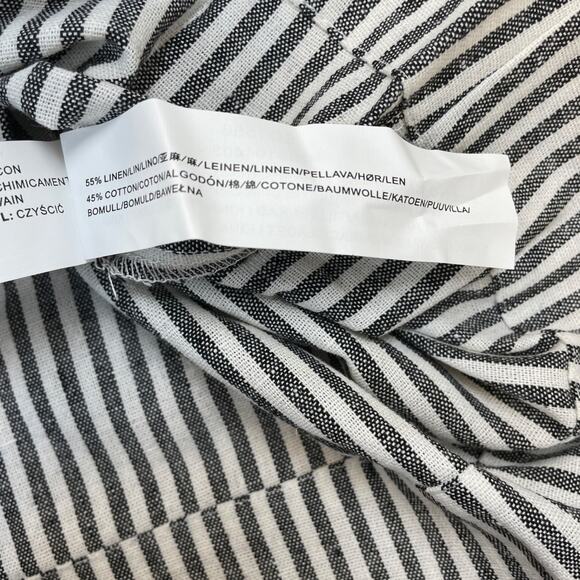 CON
CHIMICAMENT
WAIN
L: CZYŚCIĆ
55% LINEN/LIN/LINO/亚麻/麻/LEINEN/LINNEN/PELLAVA/HØR/LEN
45% COTTON/COTON/ALGODÓN/棉/綿/COTONE/BAUMWOLLE/KATOEN/PUUVILLA/
BOMULL/BOMULD/BAWEŁNA